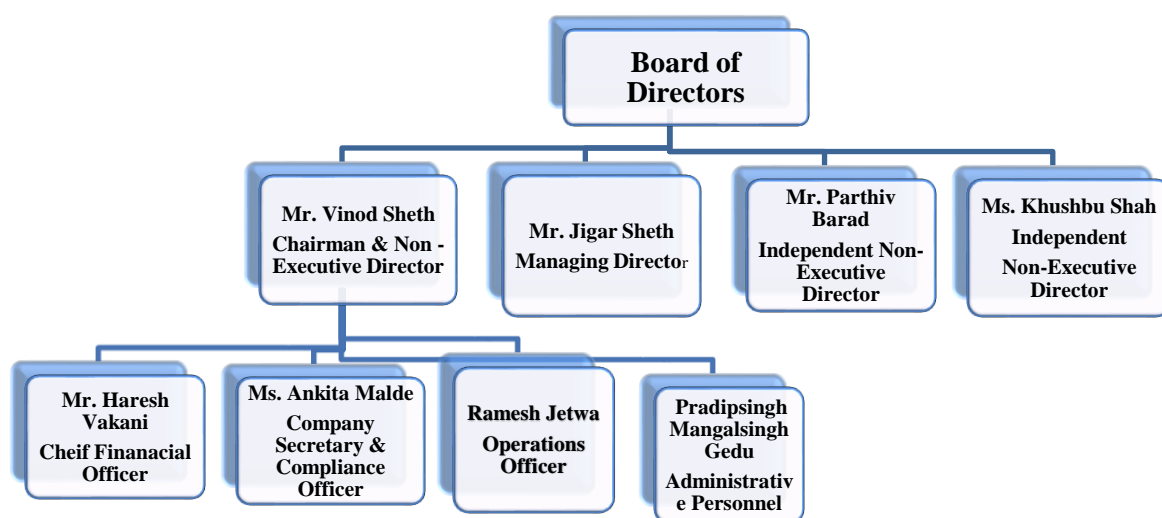 Board of
Directors
Mr. Vinod Sheth
Chairman & Non -
Executive Director
Mr. Jigar Sheth
Managing Director
Mr. Parthiv
Barad
Independent Non-
Executive
Director
Ms. Khushbu Shah
Independent
Non-Executive
Director
Mr. Haresh
Vakani
Cheif Finanacial
Officer
Ms. Ankita Malde
Company
Secretary &
Compliance
Officer
Ramesh Jetwa
Operations
Officer
Pradipsingh
Mangalsingh
Gedu
Administrativ
e Personnel